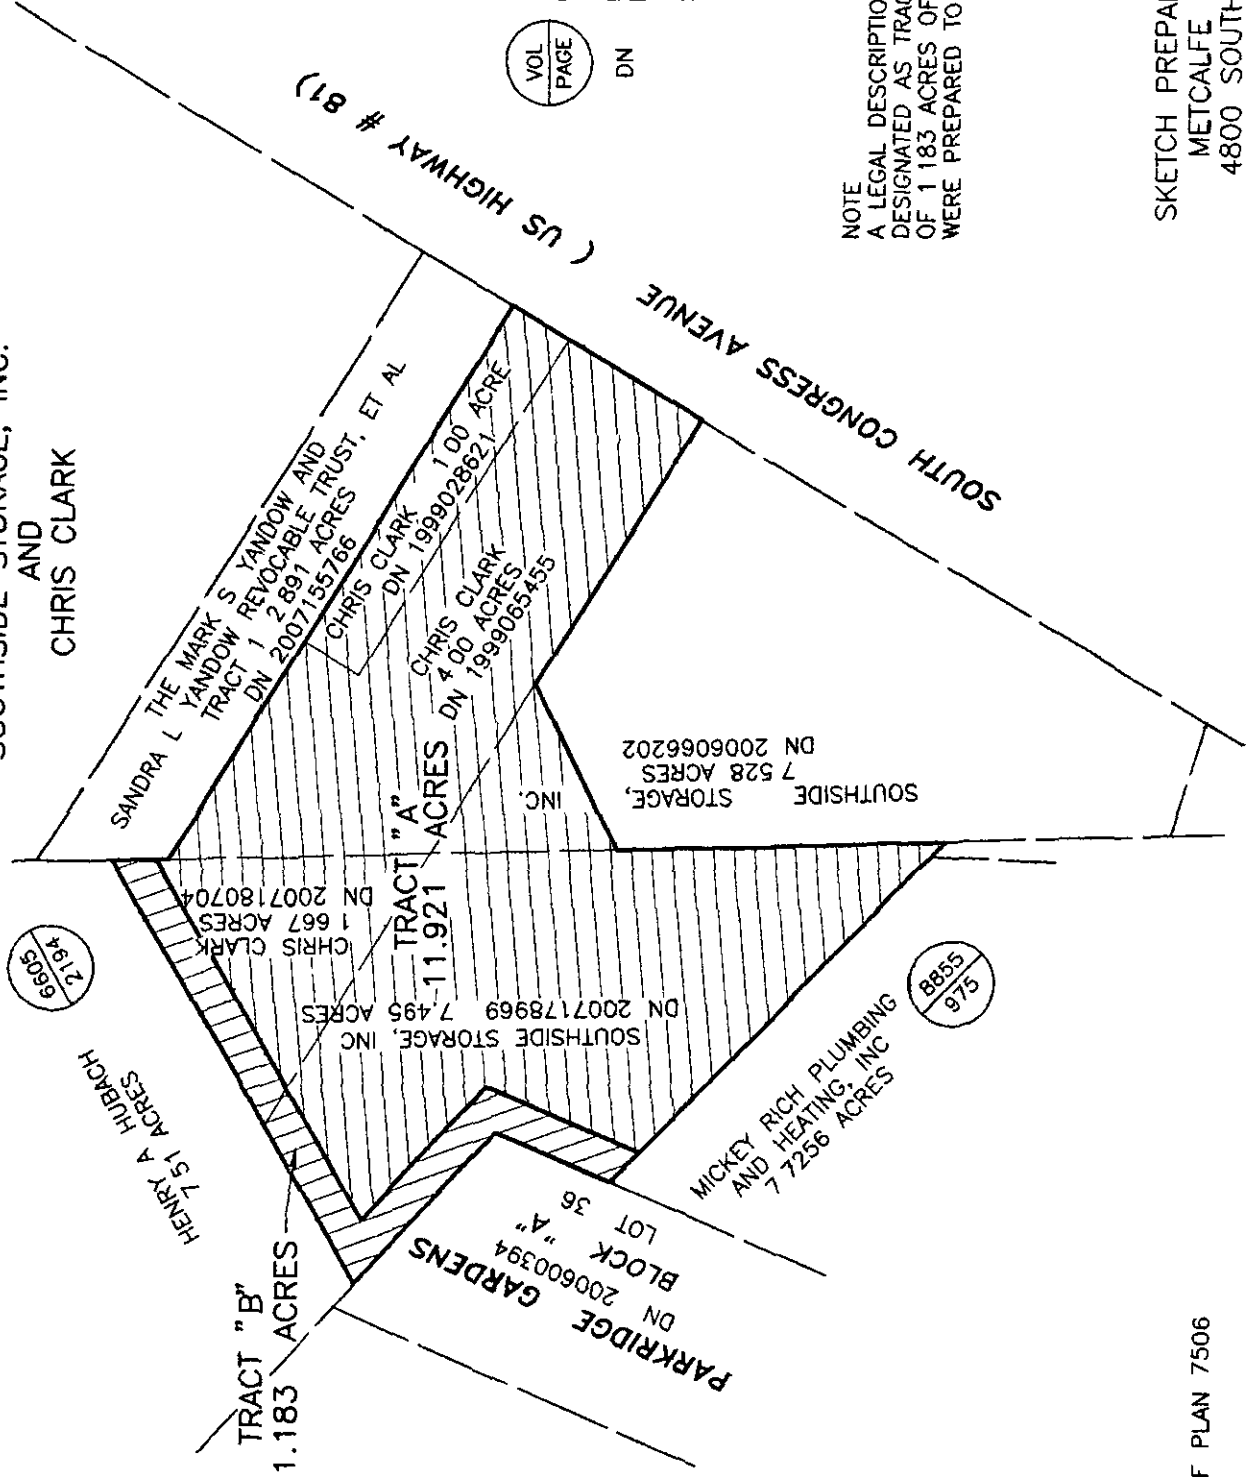 SOUTHSIDE STORAGE, INC.
AND
CHRIS CLARK
VOL
PAGE
DN
( US HIGHWAY # 81)
SOUTH CONGRESS AVENUE
NOTE
A LEGAL DESCRIPTIO
DESIGNATED AS TRAC
OF 1 183 ACRES OF
WERE PREPARED TO
SKETCH PREPA
METCALFE
4800 SOUTH
THE MARK S YANDOW AND
SANDRA L YANDOW REVOCABLE TRUST, ET AL
TRACT 1 2 891 ACRES
DN 2007155766
CHRIS CLARK 1 00 ACRE
DN 1999028621
CHRIS CLARK
4 00 ACRES
DN 1999065455
TRACT "A"
11.921 ACRES
SOUTHSIDE STORAGE, INC.
7 528 ACRES
DN 2006066202
CHRIS CLARK
1 667 ACRES
DN 2007180704
SOUTHSIDE STORAGE, INC
DN 2007178969 7.495 ACRES
6605
2194
HENRY A HUBACH
7 51 ACRES
8855
975
MICKEY RICH PLUMBING
AND HEATING, INC
7 7256 ACRES
TRACT "B"
1.183 ACRES
PARKRIDGE GARDENS
DN 200600394
BLOCK "A"
LOT 36
F PLAN 7506